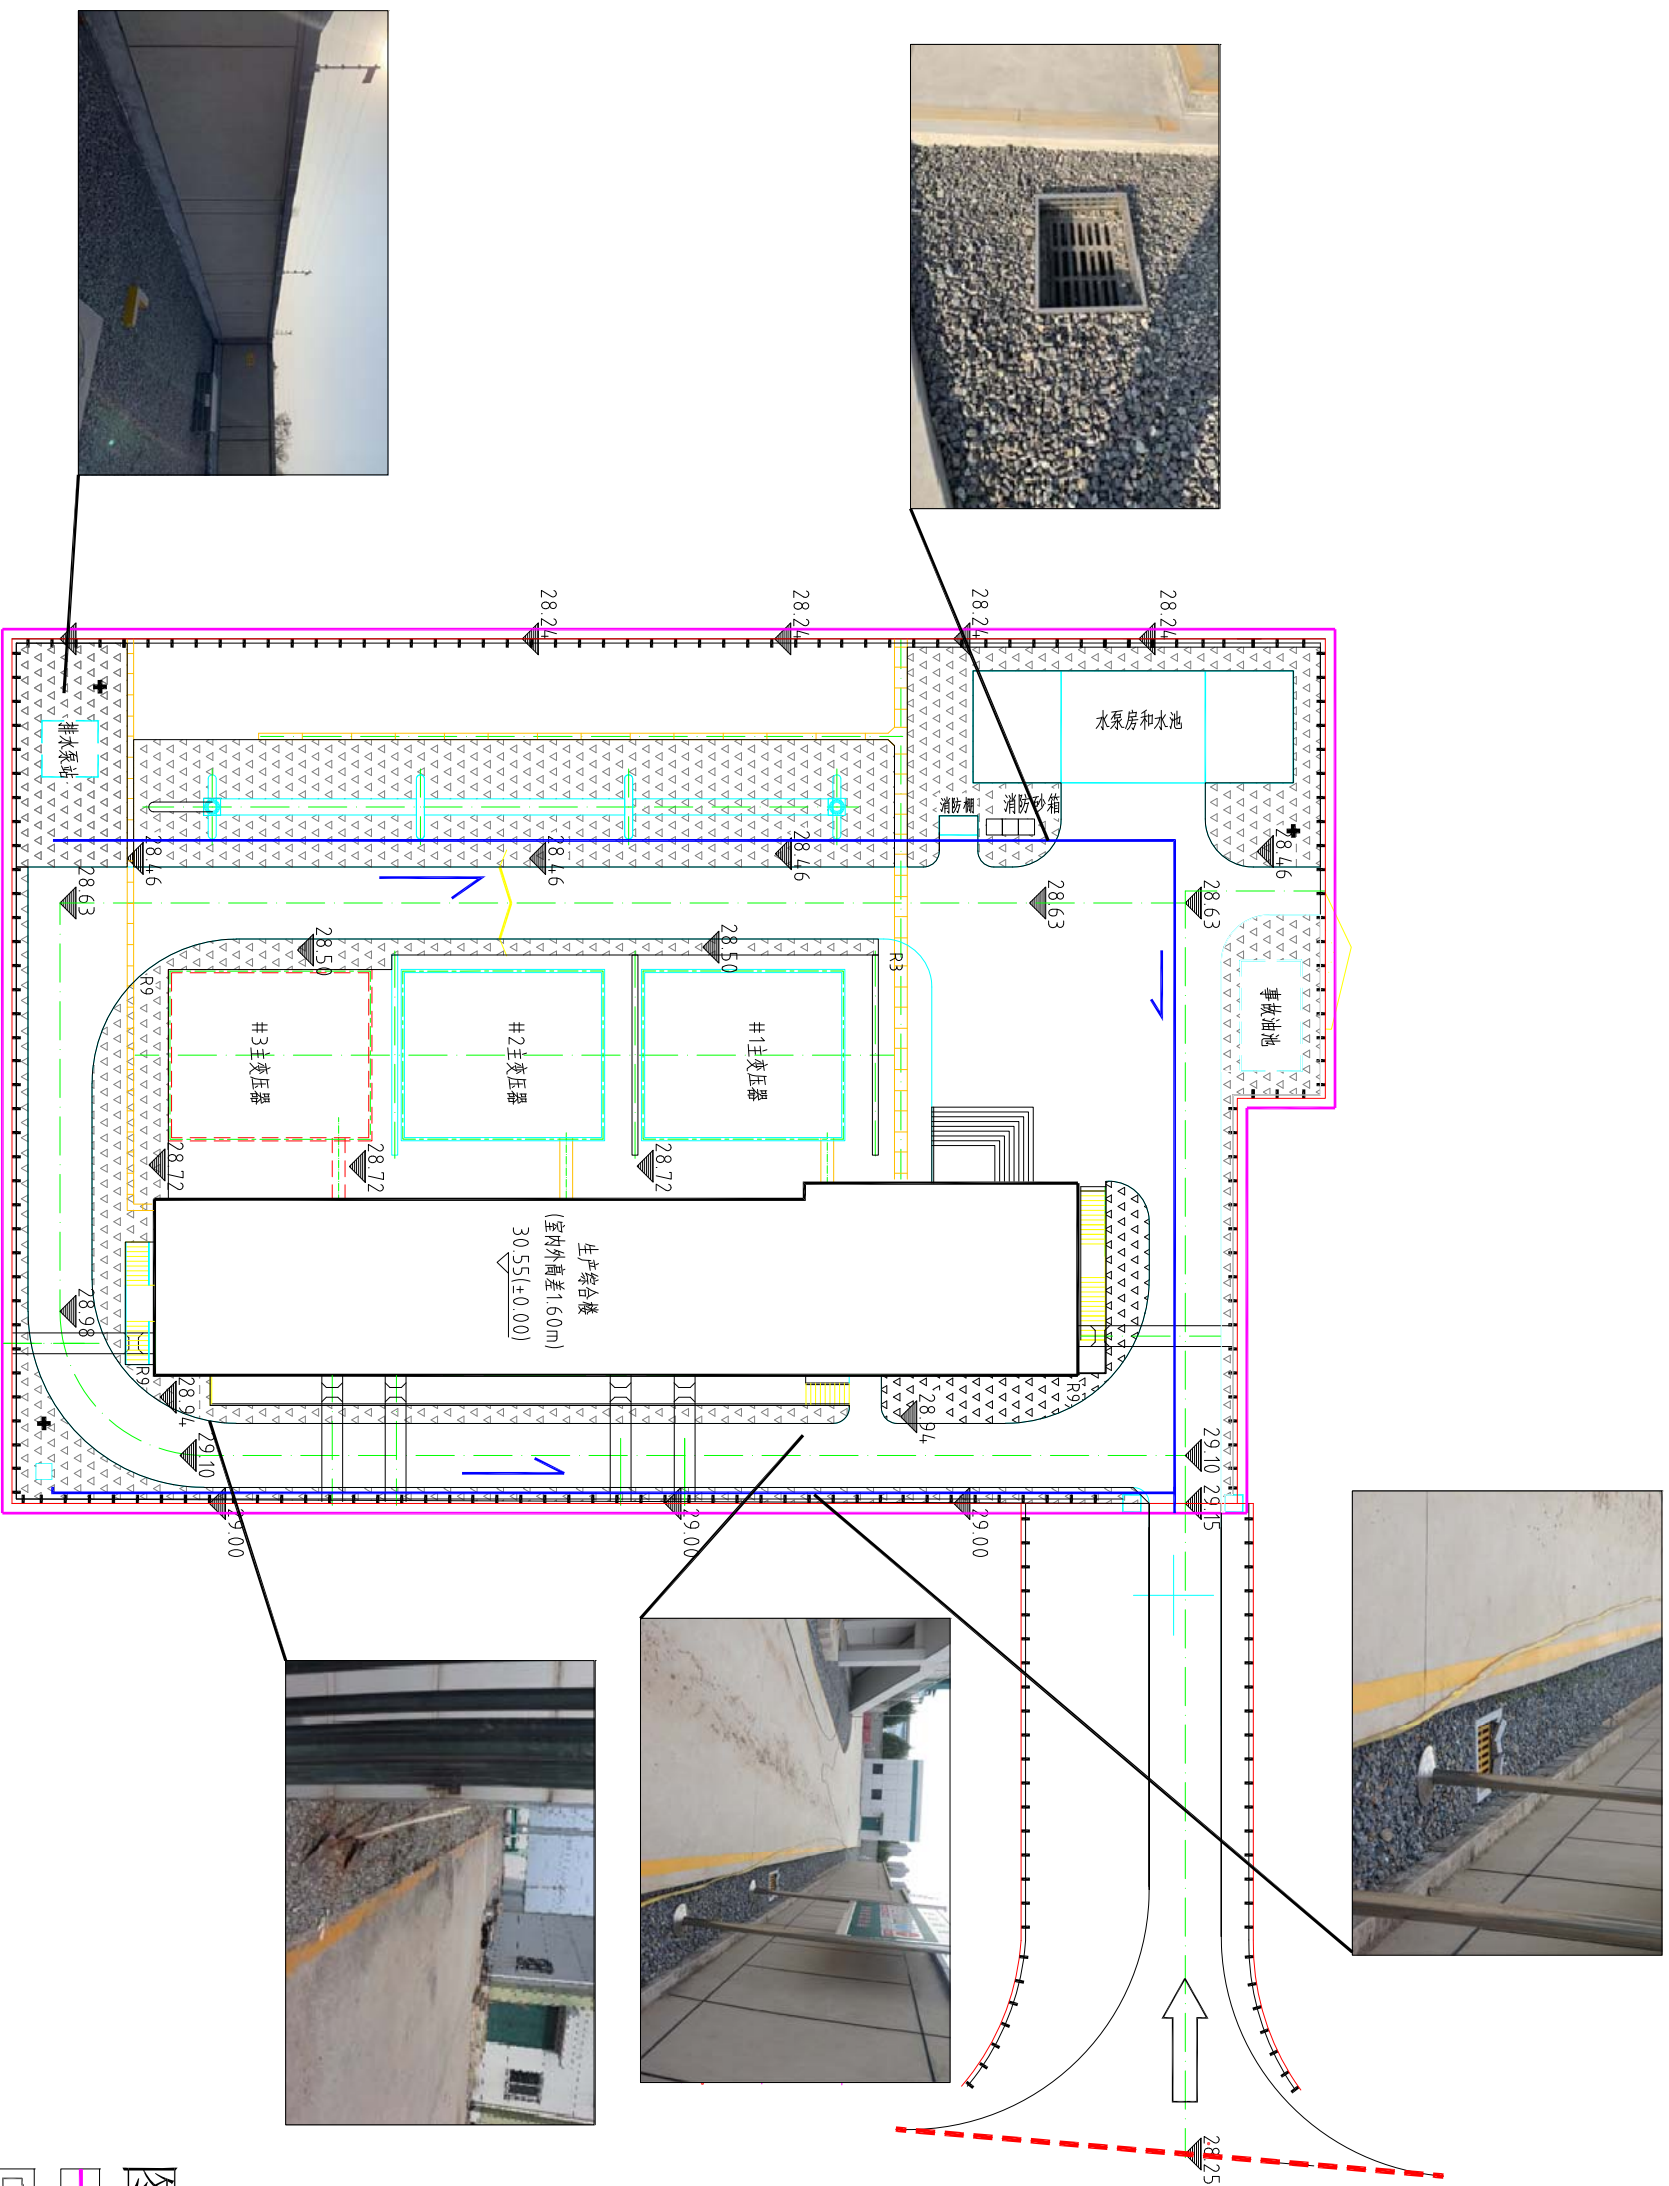 28.46
事故油池
28.63
29.10
29.15
28.25
28.24
水泵房和水池
R9
28.63
消防砂箱
28.24
29.00
消防棚
28.94
R3
28.24
28.46
#1主变压器
28.50
29.00
28.72
生产综合楼
(室内外高差1.60m)
30.55(±0.00)
28.24
28.46
#2主变压器
28.72
28.50
#3主变压器
29.00
29.10
28.94
28.72
28.46
R9
R9
28.63
28.98
排水泵站